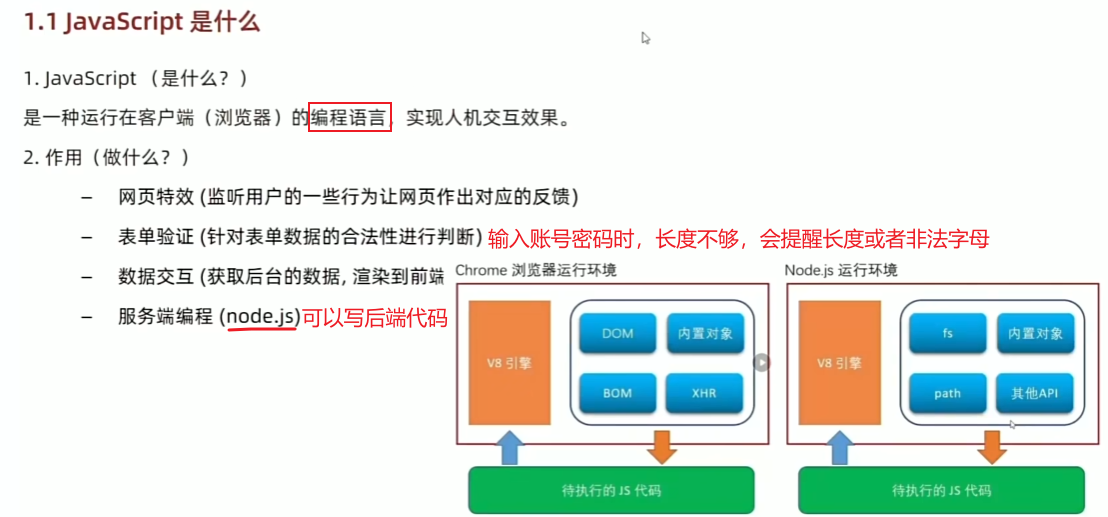 1.1 JavaScript 是什么
1. JavaScript （是什么？）
是一种运行在客户端（浏览器）的编程语言，实现人机交互效果。
2. 作用（做什么？）
– 网页特效 (监听用户的一些行为让网页作出对应的反馈)
– 表单验证 (针对表单数据的合法性进行判断) 输入账号密码时，长度不够，会提醒长度或者非法字母
– 数据交互 (获取后台的数据, 渲染到前端
– 服务端编程 (node.js)可以写后端代码
Chrome 浏览器运行环境
V8 引擎
DOM
内置对象
BOM
XHR
待执行的 JS 代码
Node.js 运行环境
V8 引擎
fs
内置对象
path
其他API
待执行的 JS 代码